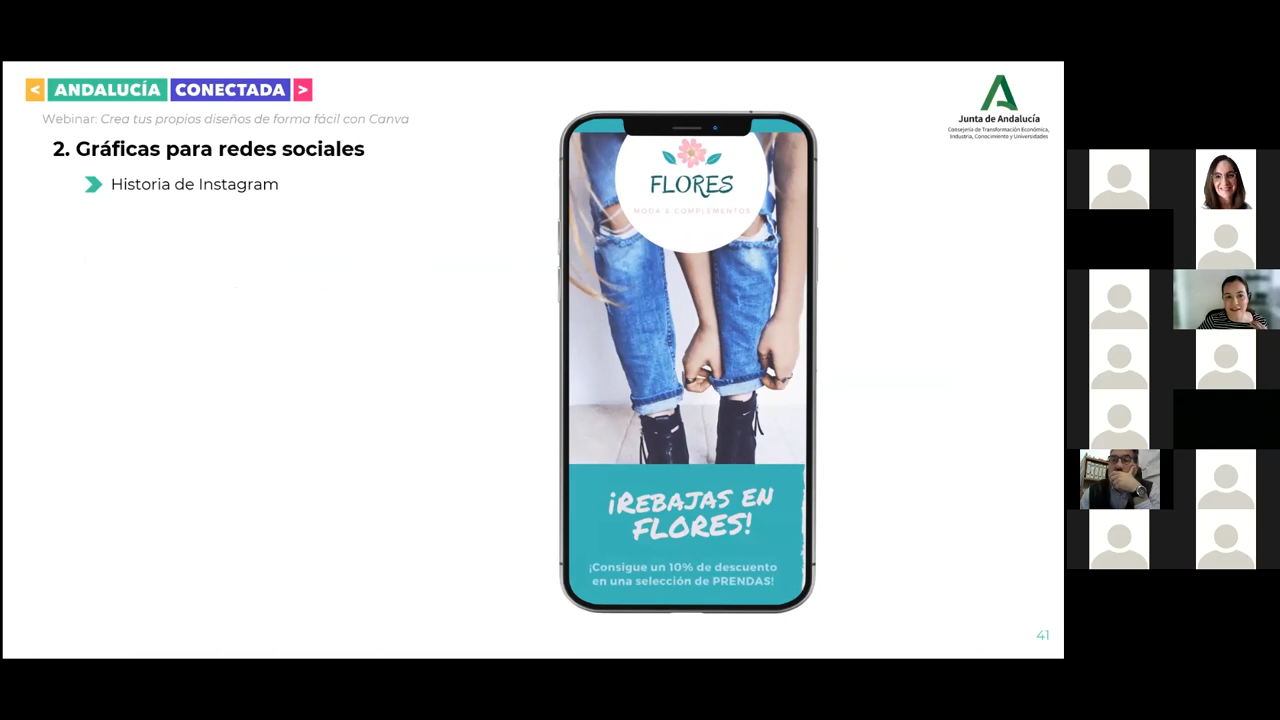 < ANDALUCÍA CONECTADA >
Webinar: Crea tus propios diseños de forma fácil con Canva
2. Gráficas para redes sociales
Historia de Instagram
Junta de Andalucía
Consejería de Transformación Económica,
Industria, Conocimiento y Universidades
FLORES
MODA & COMPLEMENTOS
¡REBAJAS EN
FLORES!
¡Consigue un 10% de descuento
en una selección de PRENDAS!
41